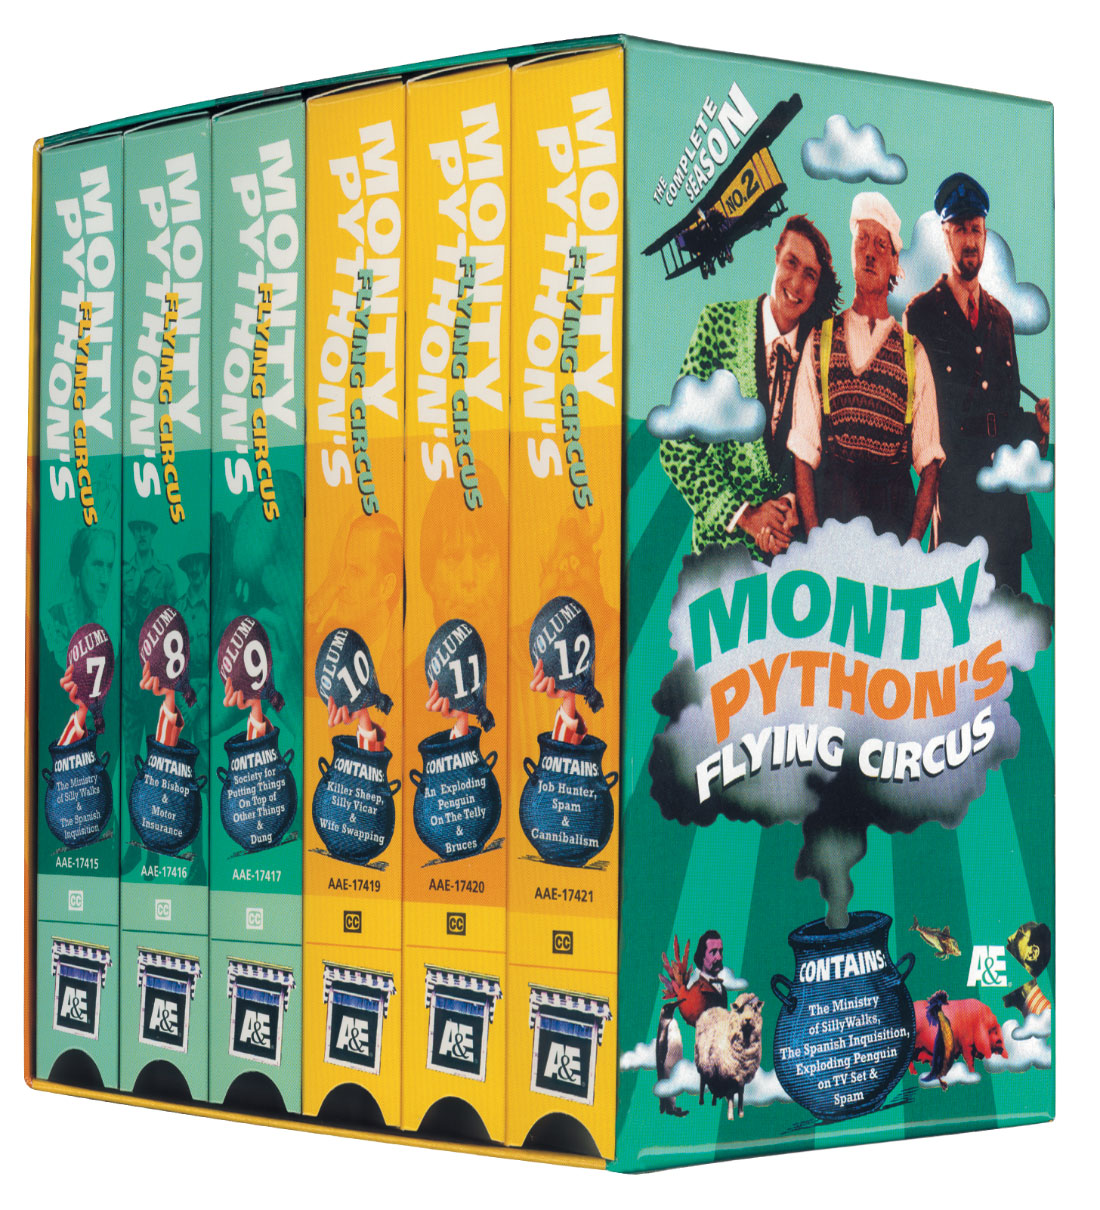 MONTY
PYTHON'S
FLYING CIRCUS
VOLUME
7
CONTAINS:
The Ministry
of Silly Walks
&
The Spanish
Inquisition
AAE-17415
CC
A&E
MONTY
PYTHON'S
FLYING CIRCUS
VOLUME
8
CONTAINS:
The Bishop
&
Motor
Insurance
AAE-17416
CC
A&E
MONTY
PYTHON'S
FLYING CIRCUS
VOLUME
9
CONTAINS:
Society for
Putting Things
On Top of
Other Things
&
Dung
AAE-17417
CC
A&E
MONTY
PYTHON'S
FLYING CIRCUS
VOLUME
10
CONTAINS:
Killer Sheep,
Silly Vicar
&
Wife Swapping
AAE-17419
CC
A&E
MONTY
PYTHON'S
FLYING CIRCUS
VOLUME
11
CONTAINS:
An Exploding
Penguin
On The Telly
&
Bruces
AAE-17420
CC
A&E
MONTY
PYTHON'S
FLYING CIRCUS
VOLUME
12
CONTAINS:
Job Hunter,
Spam
&
Cannibalism
AAE-17421
CC
A&E
THE
COMPLETE
SEASON
NO.2
MONTY
PYTHON'S
FLYING CIRCUS
CONTAINS:
The Ministry
of Silly Walks,
The Spanish Inquisition,
Exploding Penguin
on TV Set &
Spam
A&E